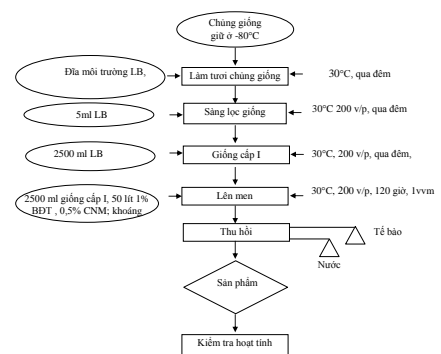 Chủng giống
giữ ở -80°C
Đĩa môi trường LB,
Làm tươi chủng giống
30°C, qua đêm
5ml LB
Sàng lọc giống
30°C 200 v/p, qua đêm
2500 ml LB
Giống cấp I
30°C, 200 v/p, qua đêm,
2500 ml giống cấp I, 50 lít 1%
BĐT , 0,5% CNM; khoáng
Lên men
30°C, 200 v/p, 120 giờ, 1vvm
Thu hồi
Tế bào
Nước
Sản phẩm
Kiểm tra hoạt tính